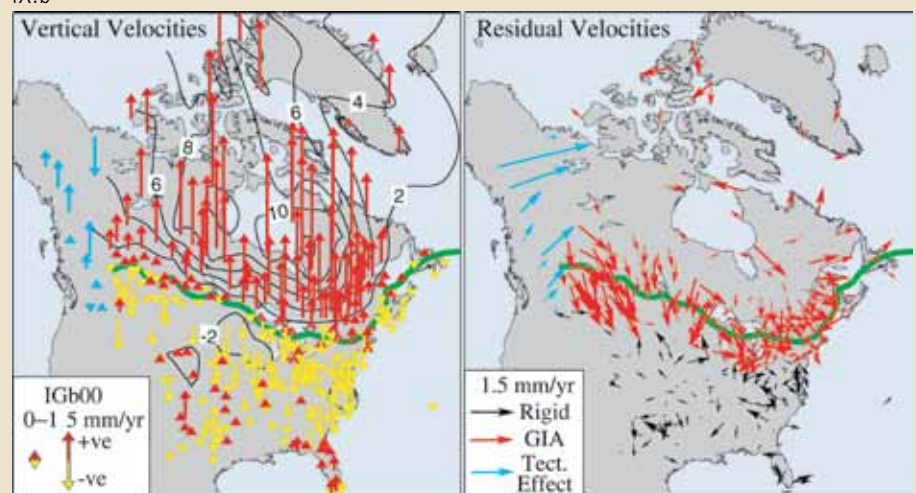 IX.b
Vertical Velocities
4
6
8
6
2
10
-2
IGb00
0–1 5 mm/yr
+ve
-ve
Residual Velocities
1.5 mm/yr
Rigid
GIA
Tect.
Effect